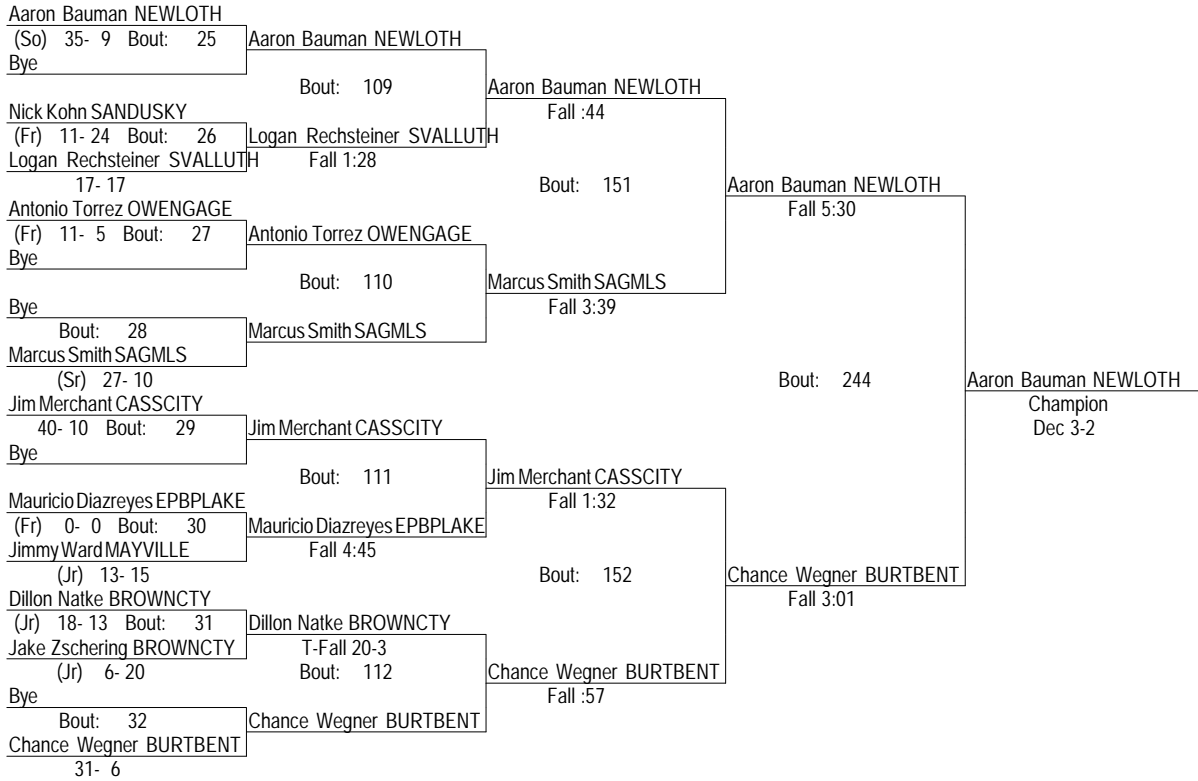 Aaron Bauman NEWLOTH
(So) 35- 9 Bout: 25
Bye
Nick Kohn SANDUSKY
(Fr) 11- 24 Bout: 26
Logan Rechsteiner SVALLUTH
17- 17
Antonio Torrez OWENGAGE
(Fr) 11- 5 Bout: 27
Bye
Bye
Bout: 28
Marcus Smith SAGMLS
(Sr) 27- 10
Jim Merchant CASSCITY
40- 10 Bout: 29
Bye
Mauricio Diazreyes EPBPLAKE
(Fr) 0- 0 Bout: 30
Jimmy Ward MAYVILLE
(Jr) 13- 15
Dillon Natke BROWNCTY
(Jr) 18- 13 Bout: 31
Jake Zschering BROWNCTY
(Jr) 6- 20
Bye
Bout: 32
Chance Wegner BURTBENT
31- 6
Aaron Bauman NEWLOTH
Bout: 109
Logan Rechsteiner SVALLUTH
Fall 1:28
Antonio Torrez OWENGAGE
Bout: 110
Marcus Smith SAGMLS
Jim Merchant CASSCITY
Bout: 111
Mauricio Diazreyes EPBPLAKE
Fall 4:45
Dillon Natke BROWNCTY
T-Fall 20-3
Bout: 112
Chance Wegner BURTBENT
Aaron Bauman NEWLOTH
Fall :44
Bout: 151
Marcus Smith SAGMLS
Fall 3:39
Jim Merchant CASSCITY
Fall 1:32
Bout: 152
Chance Wegner BURTBENT
Fall :57
Aaron Bauman NEWLOTH
Fall 5:30
Bout: 244
Chance Wegner BURTBENT
Fall 3:01
Aaron Bauman NEWLOTH
Champion
Dec 3-2